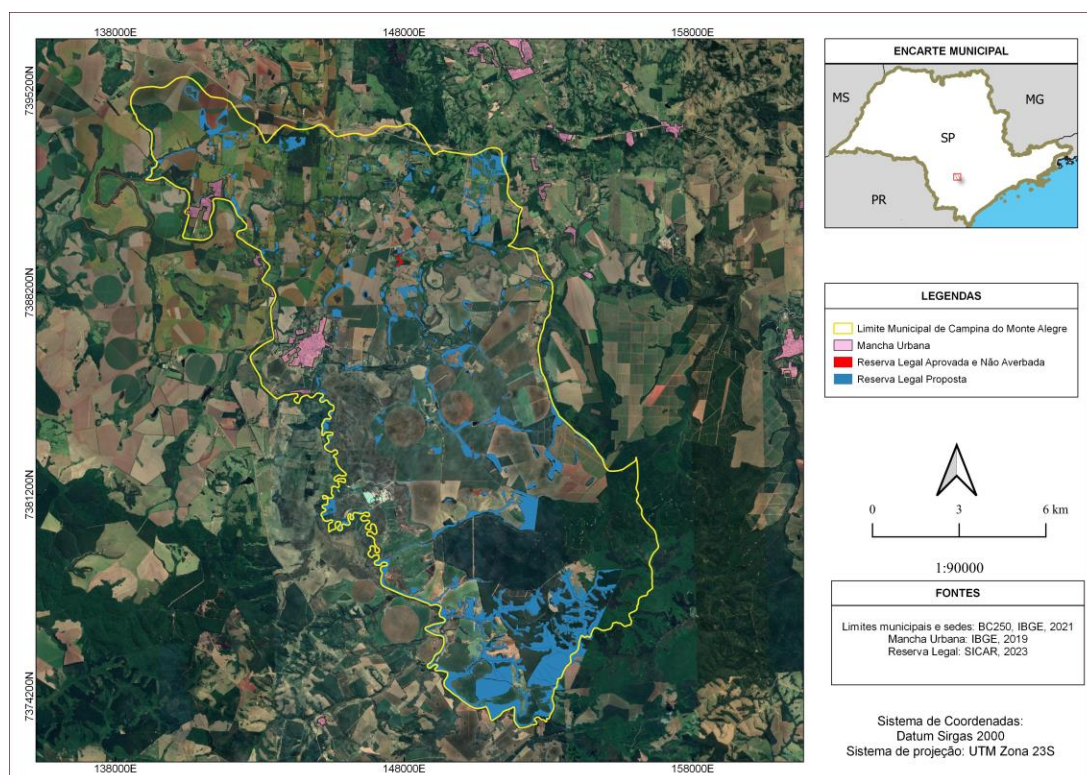 138000E
148000E
158000E
7395200N
7388200N
7381200N
7374200N
138000E
148000E
158000E
ENCARTE MUNICIPAL
MS
MG
SP
PR
LEGENDAS
Limite Municipal de Campina do Monte Alegre
Mancha Urbana
Reserva Legal Aprovada e Não Averbada
Reserva Legal Proposta
0
3
6 km
1:90000
FONTES
Limites municipais e sedes: BC250, IBGE, 2021
Mancha Urbana: IBGE, 2019
Reserva Legal: SICAR, 2023
Sistema de Coordenadas:
Datum Sirgas 2000
Sistema de projeção: UTM Zona 23S